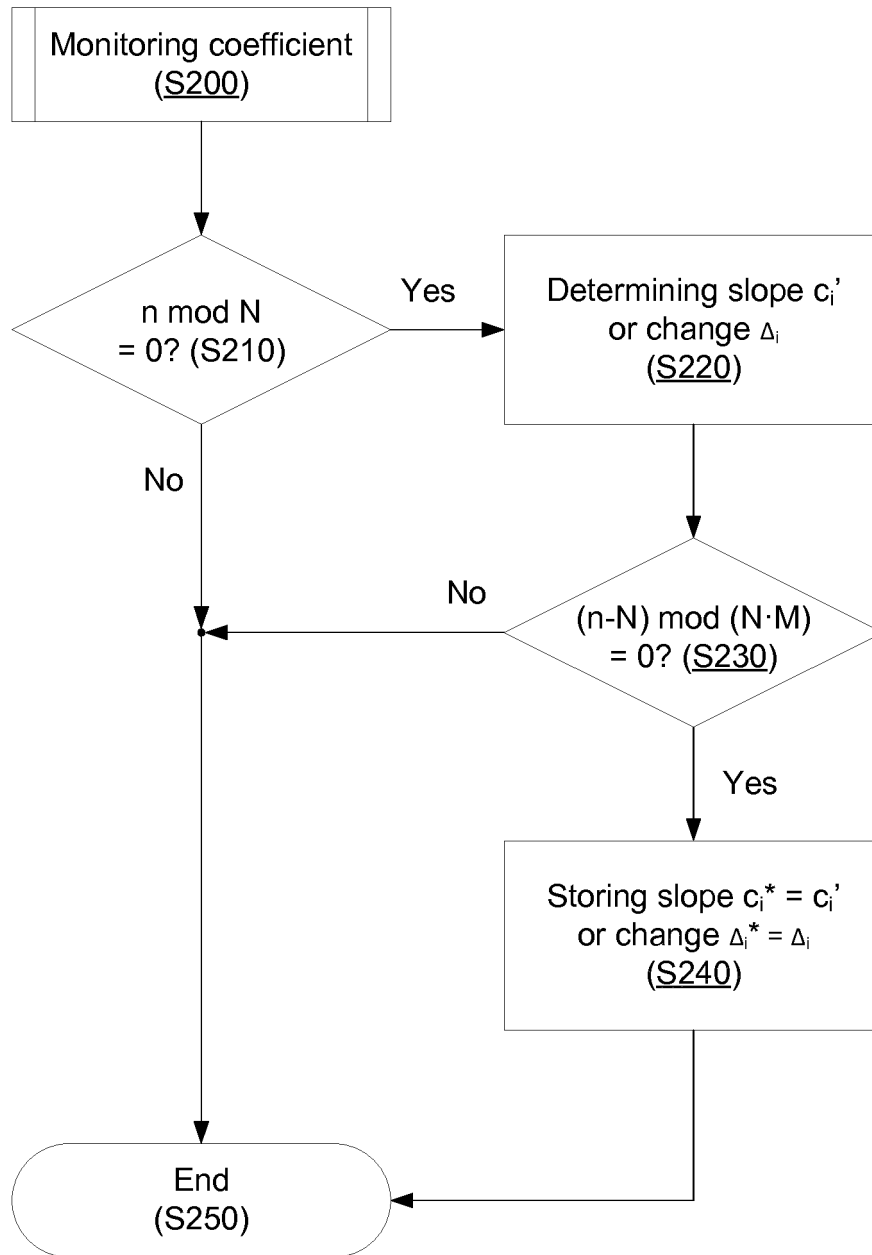 Monitoring coefficient
(S200)
n mod N
= 0? (S210)
Yes
Determining slope cᵢ'
or change Δᵢ
(S220)
No
No
(n-N) mod (N·M)
= 0? (S230)
Yes
Storing slope cᵢ* = cᵢ'
or change Δᵢ* = Δᵢ
(S240)
End
(S250)